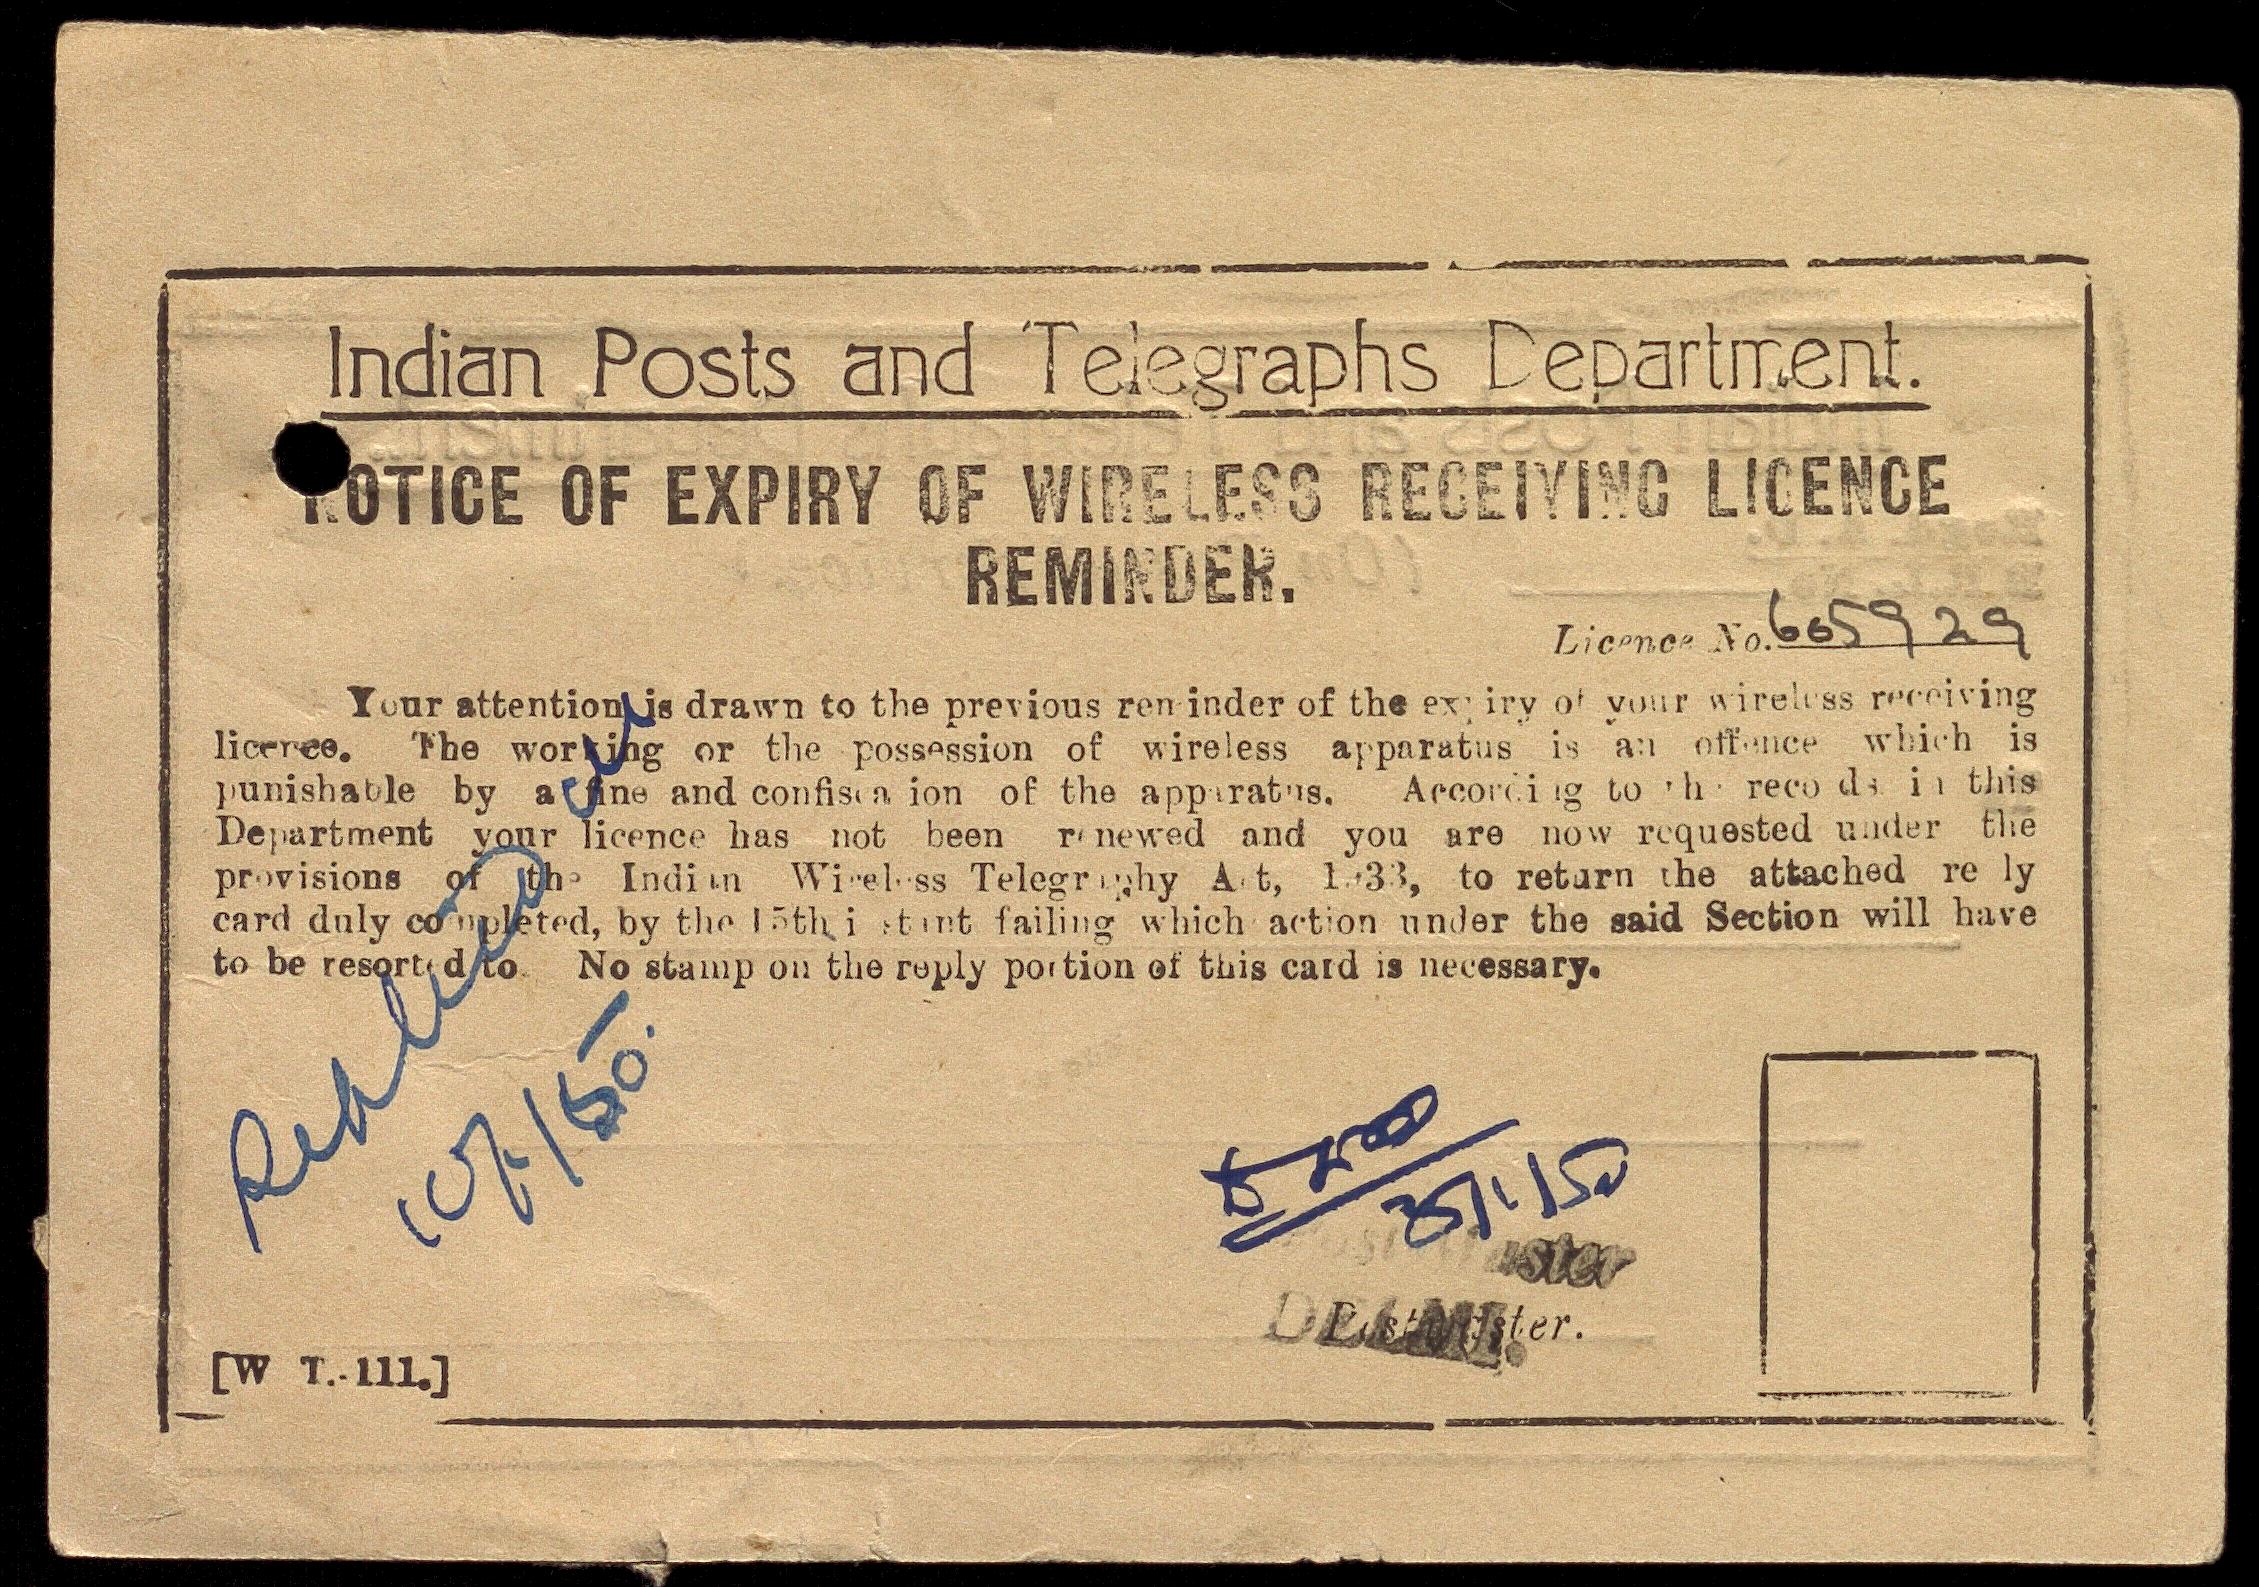 Indian Posts and Telegraphs Department.
NOTICE OF EXPIRY OF WIRELESS RECEIVING LICENCE
REMINDER.
Licence No. 605929
Your attention is drawn to the previous reminder of the expiry of your wireless receiving
licence. The working or the possession of wireless apparatus is an offence which is
punishable by a fine and confiscation of the apparatus. According to the records in this
Department your licence has not been renewed and you are now requested under the
provisions of the Indian Wireless Telegraphy Act, 1933, to return the attached reply
card duly completed, by the 15th instant failing which action under the said Section will have
to be resorted to. No stamp on the reply portion of this card is necessary.
Replied
25/1/50
Postmaster
DELHI.
Postmaster.
[W T.-111.]